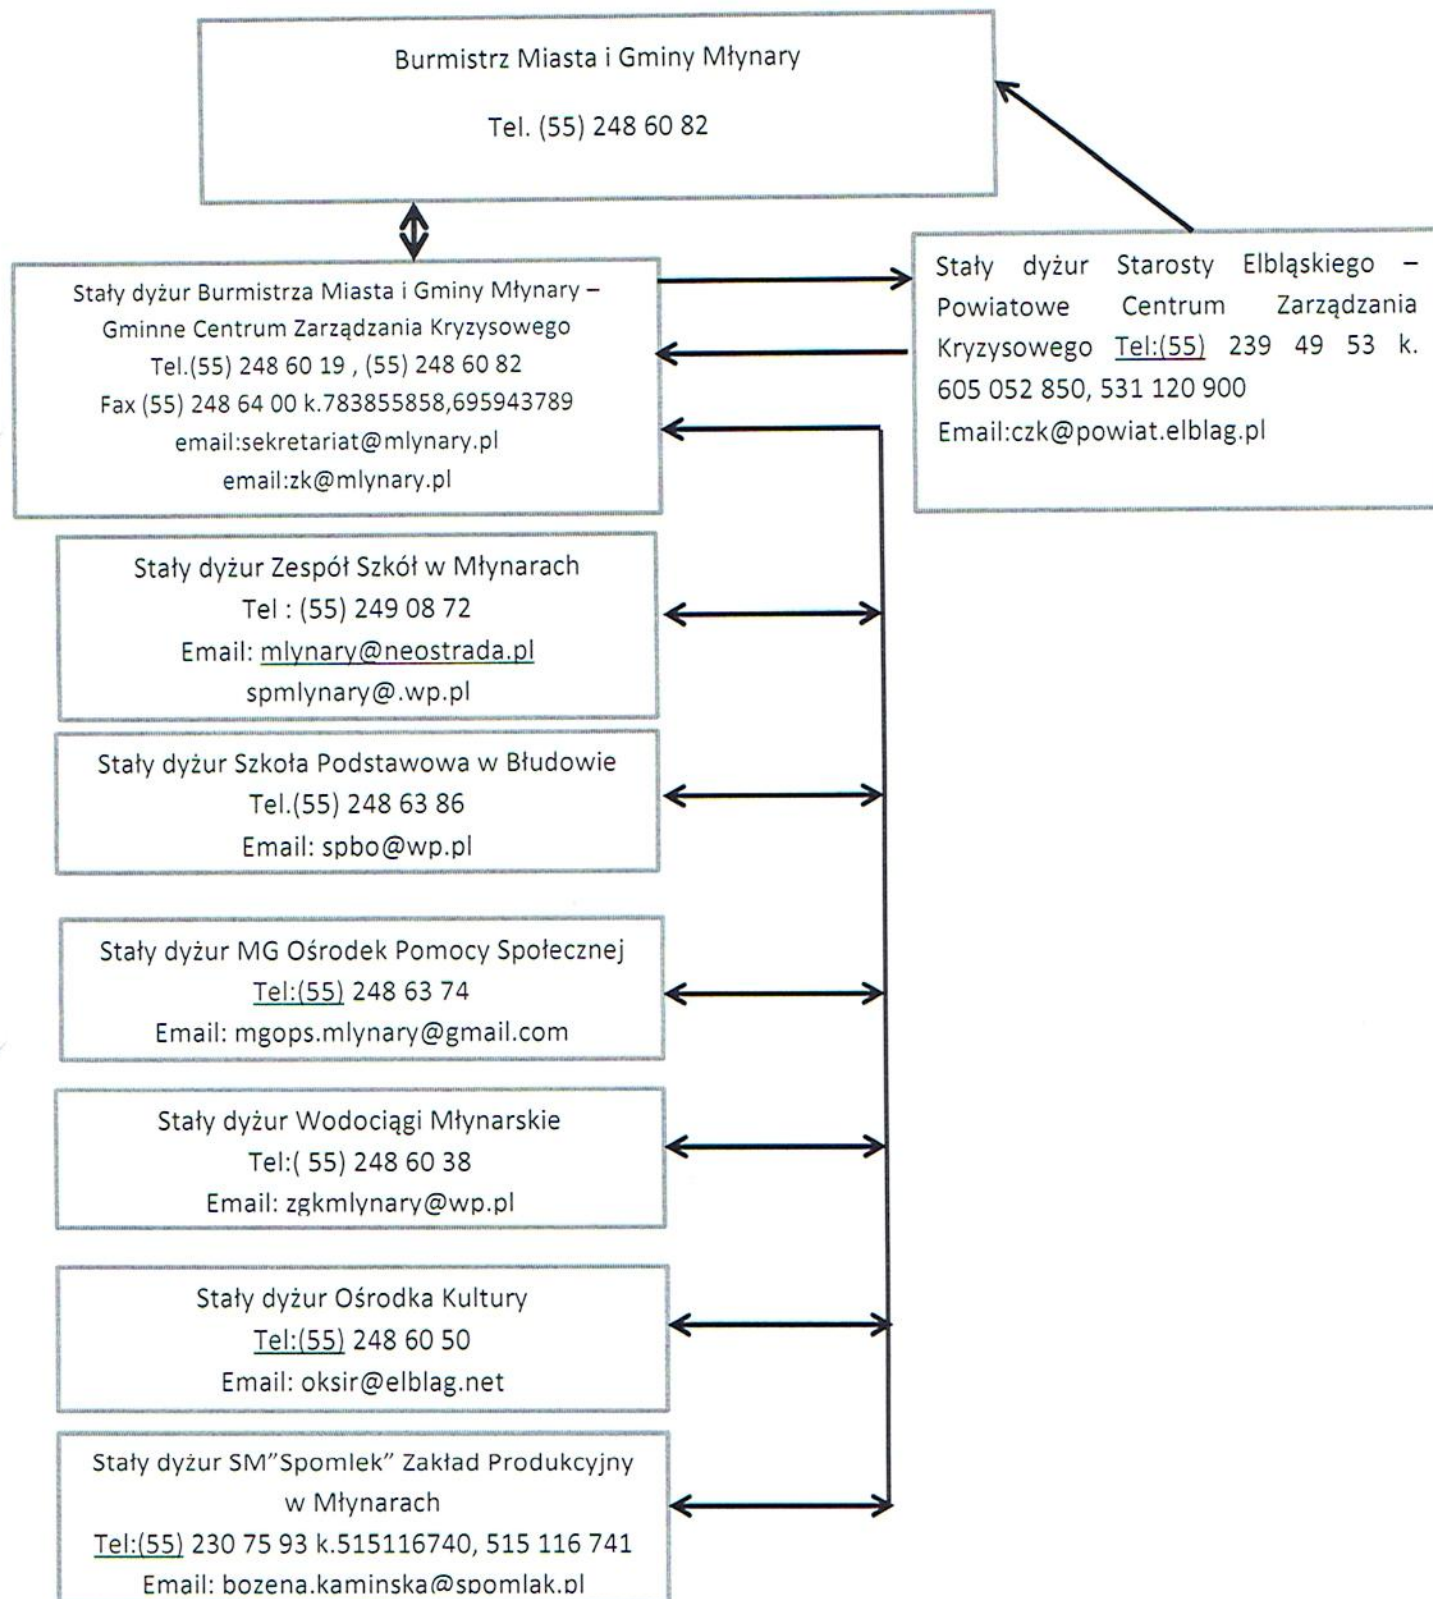 Burmistrz Miasta i Gminy Młynary
Tel. (55) 248 60 82
Stały dyżur Burmistrza Miasta i Gminy Młynary –
Gminne Centrum Zarządzania Kryzysowego
Tel.(55) 248 60 19 , (55) 248 60 82
Fax (55) 248 64 00 k.783855858,695943789
email:sekretariat@mlynary.pl
email:zk@mlynary.pl
Stały dyżur Starosty Elbląskiego –
Powiatowe Centrum Zarządzania
Kryzysowego Tel:(55) 239 49 53 k.
605 052 850, 531 120 900
Email:czk@powiat.elblag.pl
Stały dyżur Zespół Szkół w Młynarach
Tel : (55) 249 08 72
Email: mlynary@neostrada.pl
spmlynary@.wp.pl
Stały dyżur Szkoła Podstawowa w Błudowie
Tel.(55) 248 63 86
Email: spbo@wp.pl
Stały dyżur MG Ośrodek Pomocy Społecznej
Tel:(55) 248 63 74
Email: mgops.mlynary@gmail.com
Stały dyżur Wodociągi Młynarskie
Tel:( 55) 248 60 38
Email: zgkmlynary@wp.pl
Stały dyżur Ośrodka Kultury
Tel:(55) 248 60 50
Email: oksir@elblag.net
Stały dyżur SM"Spomlek" Zakład Produkcyjny
w Młynarach
Tel:(55) 230 75 93 k.515116740, 515 116 741
Email: bozena.kaminska@spomlak.pl